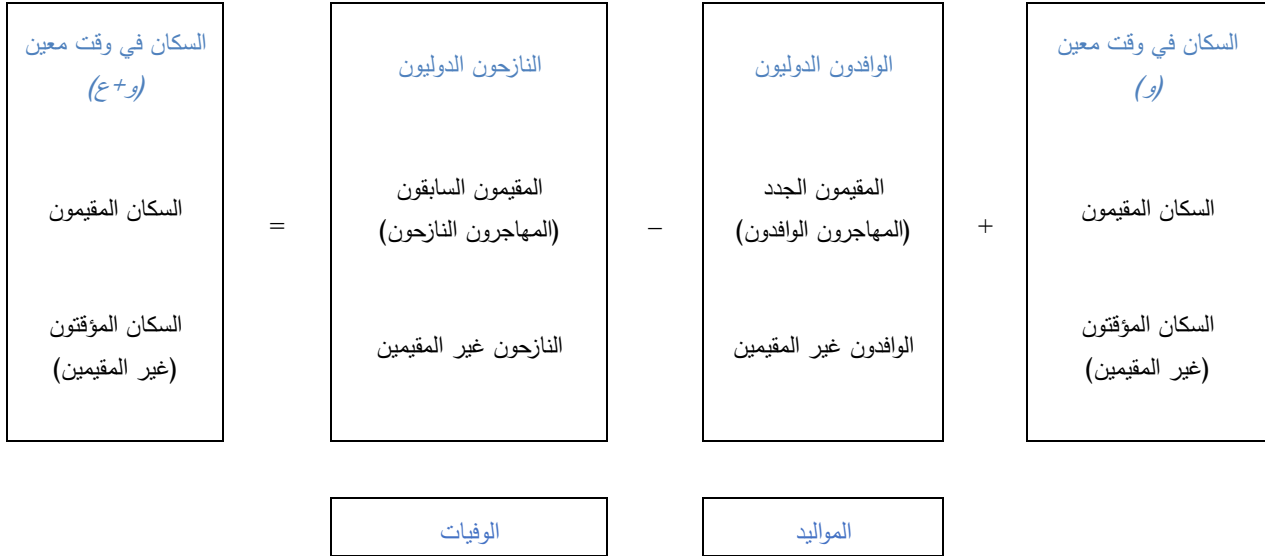 السكان في وقت معين
(و)
السكان المقيمون
السكان المؤقتون
(غير المقيمين)
+
الوافدون الدوليون
المقيمون الجدد
(المهاجرون الوافدون)
الوافدون غير المقيمين
–
النازحون الدوليون
المقيمون السابقون
(المهاجرون النازحون)
النازحون غير المقيمين
=
السكان في وقت معين
(و+ع)
السكان المقيمون
السكان المؤقتون
(غير المقيمين)
المواليد
الوفيات